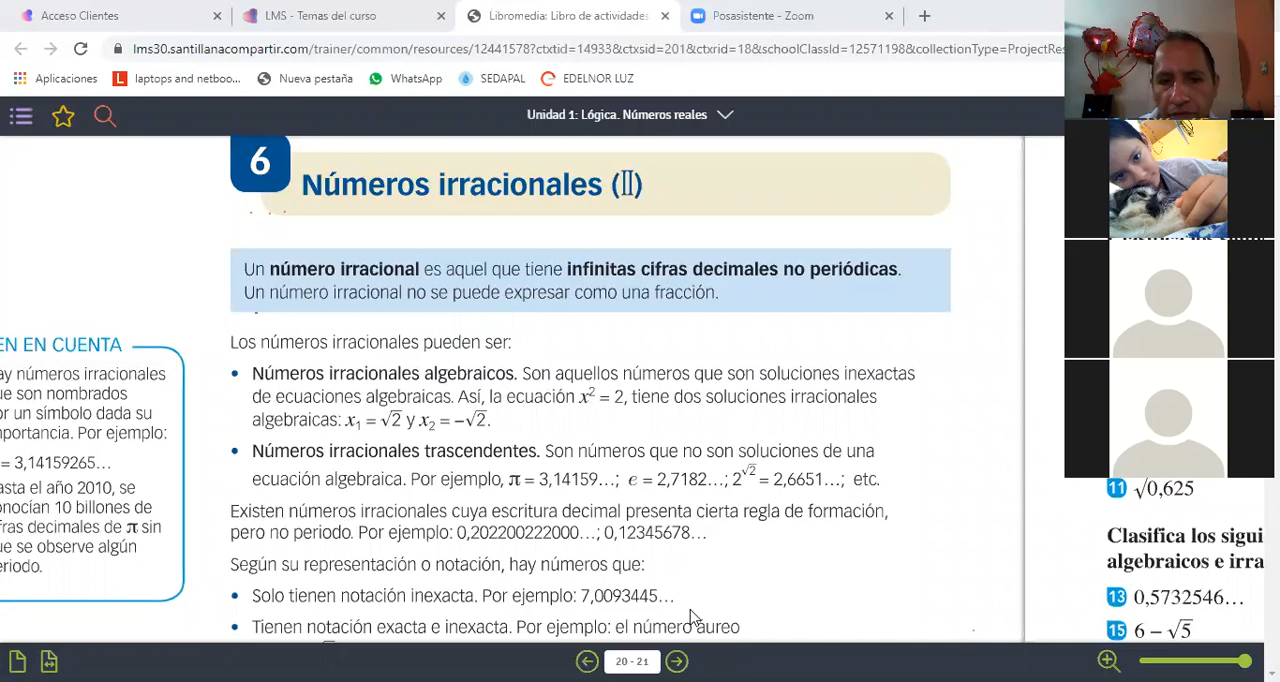 Acceso Clientes
LMS - Temas del curso
Libromedia: Libro de actividades
Posasistente - Zoom
lms30.santillanacompartir.com/trainer/common/resources/12441578?ctxtid=14933&ctxsid=201&ctxrid=18&schoolClassId=12571198&collectionType=ProjectRes
Aplicaciones
laptops and netboo...
Nueva pestaña
WhatsApp
SEDAPAL
EDELNOR LUZ
Unidad 1: Lógica. Números reales
6
Números irracionales (II)
Un número irracional es aquel que tiene infinitas cifras decimales no periódicas.
Un número irracional no se puede expresar como una fracción.
EN EN CUENTA
ay números irracionales
ue son nombrados
or un símbolo dada su
mportancia. Por ejemplo:
= 3,14159265...
asta el año 2010, se
onocían 10 billones de
fras decimales de π sin
ue se observe algún
eriodo.
Los números irracionales pueden ser:
• Números irracionales algebraicos. Son aquellos números que son soluciones inexactas
de ecuaciones algebraicas. Así, la ecuación x² = 2, tiene dos soluciones irracionales
algebraicas: x₁ = √2 y x₂ = –√2.
• Números irracionales trascendentes. Son números que no son soluciones de una
ecuación algebraica. Por ejemplo, π = 3,14159...; e = 2,7182...; 2^√2 = 2,6651...; etc.
Existen números irracionales cuya escritura decimal presenta cierta regla de formación,
pero no periodo. Por ejemplo: 0,202200222000...; 0,12345678...
Según su representación o notación, hay números que:
• Solo tienen notación inexacta. Por ejemplo: 7,0093445...
• Tienen notación exacta e inexacta. Por ejemplo: el número aureo
11 √0,625
Clasifica los sigui
algebraicos e irra
13 0,5732546...
15 6 – √5
20 - 21